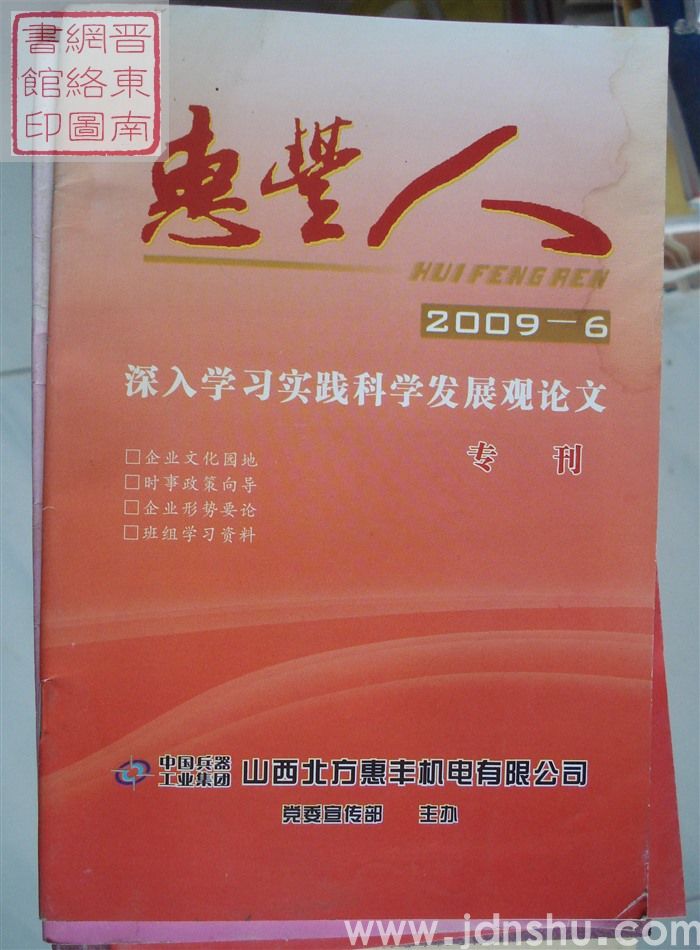 晋东南
網絡圖
書館印
惠豐人
HUI FENG REN
2009—6
深入学习实践科学发展观论文
专 刊
□企业文化园地
□时事政策向导
□企业形势要论
□班组学习资料
中国兵器
工业集团
山西北方惠丰机电有限公司
党委宣传部 主办
www.jdnshu.com